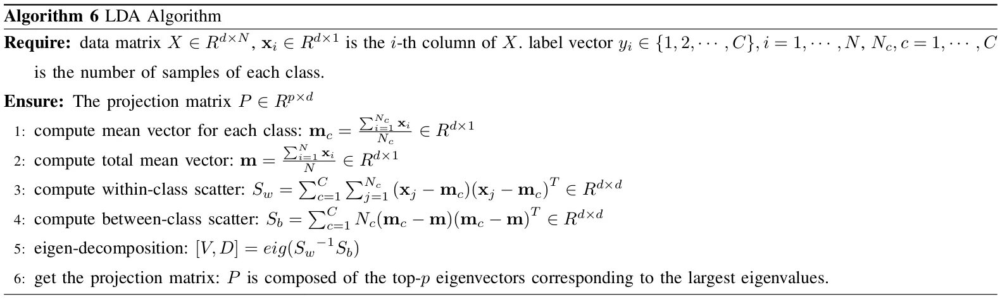 Algorithm 6 LDA Algorithm
Require: data matrix $X \in R^{d \times N}$, $\mathbf{x}_i \in R^{d \times 1}$ is the $i$-th column of $X$. label vector $y_i \in \{1, 2, \cdots, C\}, i = 1, \cdots, N$, $N_c, c = 1, \cdots, C$
is the number of samples of each class.
Ensure: The projection matrix $P \in R^{p \times d}$
1: compute mean vector for each class: $\mathbf{m}_c = \frac{\sum_{i=1}^{N_c} \mathbf{x}_i}{N_c} \in R^{d \times 1}$
2: compute total mean vector: $\mathbf{m} = \frac{\sum_{i=1}^{N} \mathbf{x}_i}{N} \in R^{d \times 1}$
3: compute within-class scatter: $S_w = \sum_{c=1}^{C} \sum_{j=1}^{N_c} (\mathbf{x}_j - \mathbf{m}_c)(\mathbf{x}_j - \mathbf{m}_c)^T \in R^{d \times d}$
4: compute between-class scatter: $S_b = \sum_{c=1}^{C} N_c (\mathbf{m}_c - \mathbf{m})(\mathbf{m}_c - \mathbf{m})^T \in R^{d \times d}$
5: eigen-decomposition: $[V, D] = eig({S_w}^{-1} S_b)$
6: get the projection matrix: $P$ is composed of the top-$p$ eigenvectors corresponding to the largest eigenvalues.